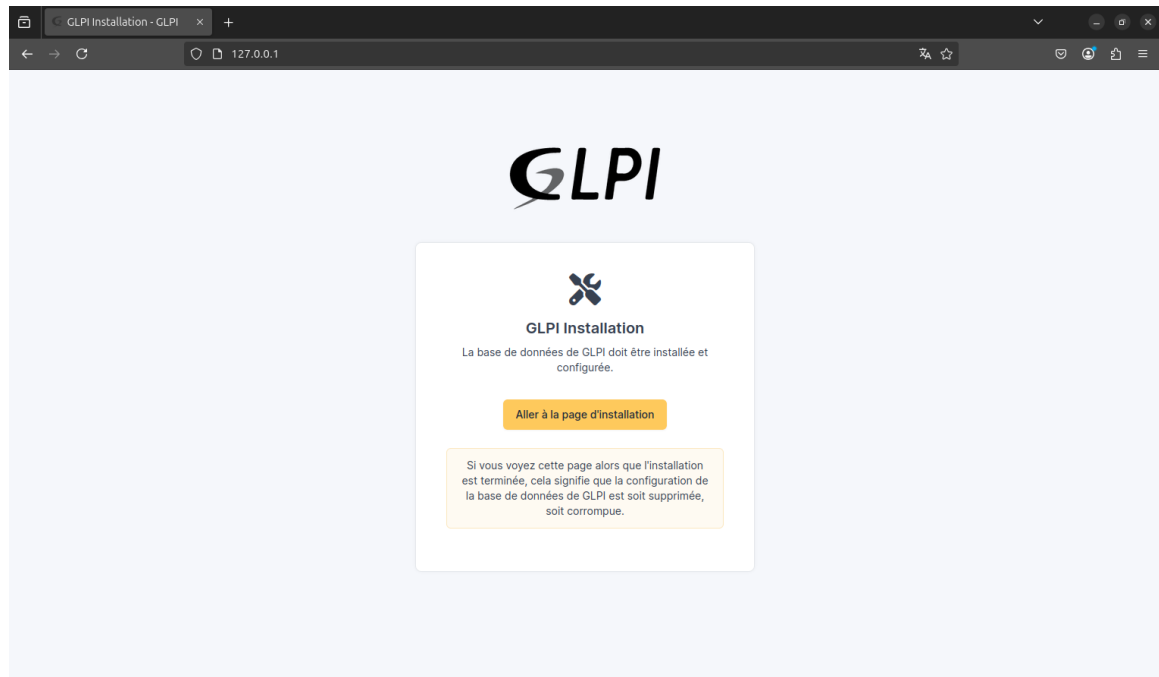 GLPI Installation - GLPI
127.0.0.1
GLPI
GLPI Installation
La base de données de GLPI doit être installée et
configurée.
Aller à la page d'installation
Si vous voyez cette page alors que l'installation
est terminée, cela signifie que la configuration de
la base de données de GLPI est soit supprimée,
soit corrompue.